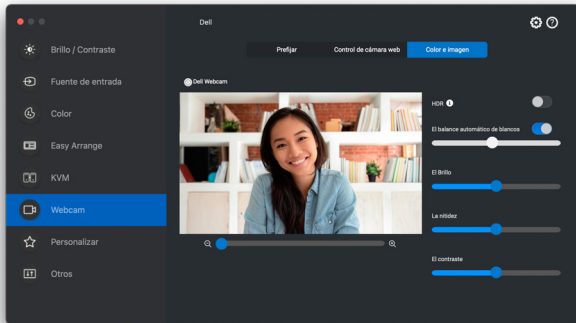 Dell
Brillo / Contraste
Fuente de entrada
Color
Easy Arrange
KVM
Webcam
Personalizar
Otros
Prefijar
Control de cámara web
Color e imagen
Dell Webcam
HDR
El balance automático de blancos
El Brillo
La nitidez
El contraste